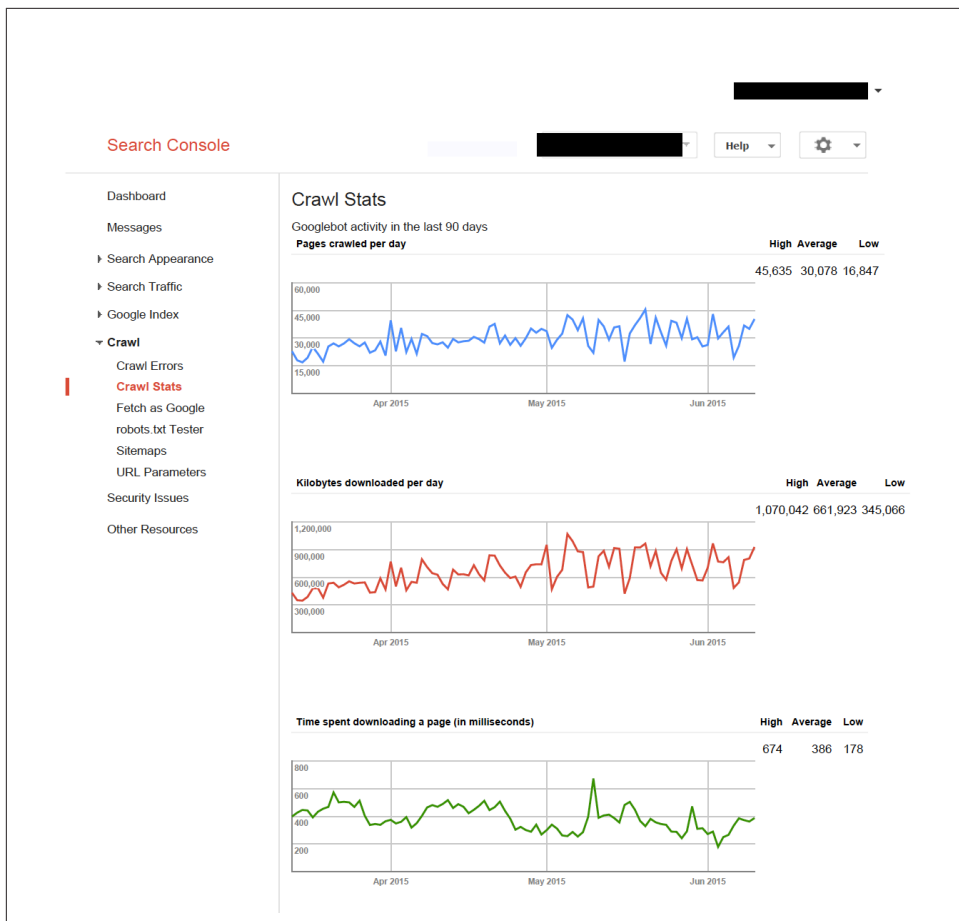 Search Console
Help
Dashboard
Messages
Search Appearance
Search Traffic
Google Index
Crawl
Crawl Errors
Crawl Stats
Fetch as Google
robots.txt Tester
Sitemaps
URL Parameters
Security Issues
Other Resources
Crawl Stats
Googlebot activity in the last 90 days
Pages crawled per day High Average Low
45,635 30,078 16,847
60,000
45,000
30,000
15,000
Apr 2015 May 2015 Jun 2015
Kilobytes downloaded per day High Average Low
1,070,042 661,923 345,066
1,200,000
900,000
600,000
300,000
Apr 2015 May 2015 Jun 2015
Time spent downloading a page (in milliseconds) High Average Low
674 386 178
800
600
400
200
Apr 2015 May 2015 Jun 2015